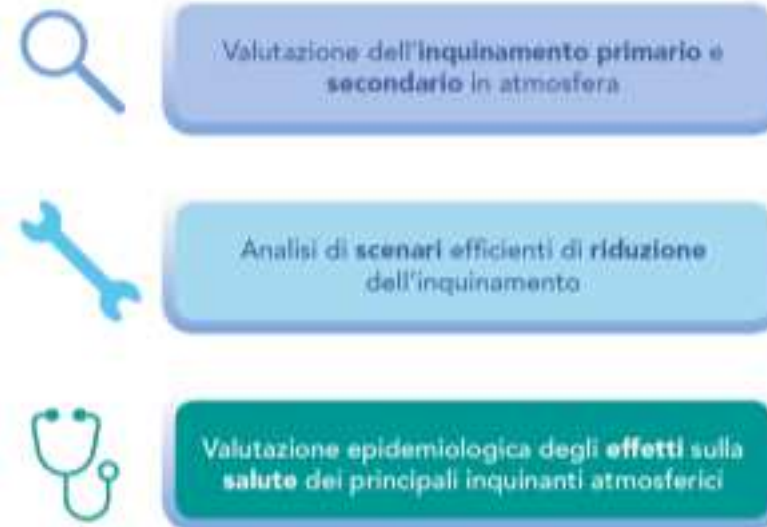 Valutazione dell'inquinamento primario e
secondario in atmosfera
Analisi di scenari efficienti di riduzione
dell'inquinamento
Valutazione epidemiologica degli effetti sulla
salute dei principali inquinanti atmosferici